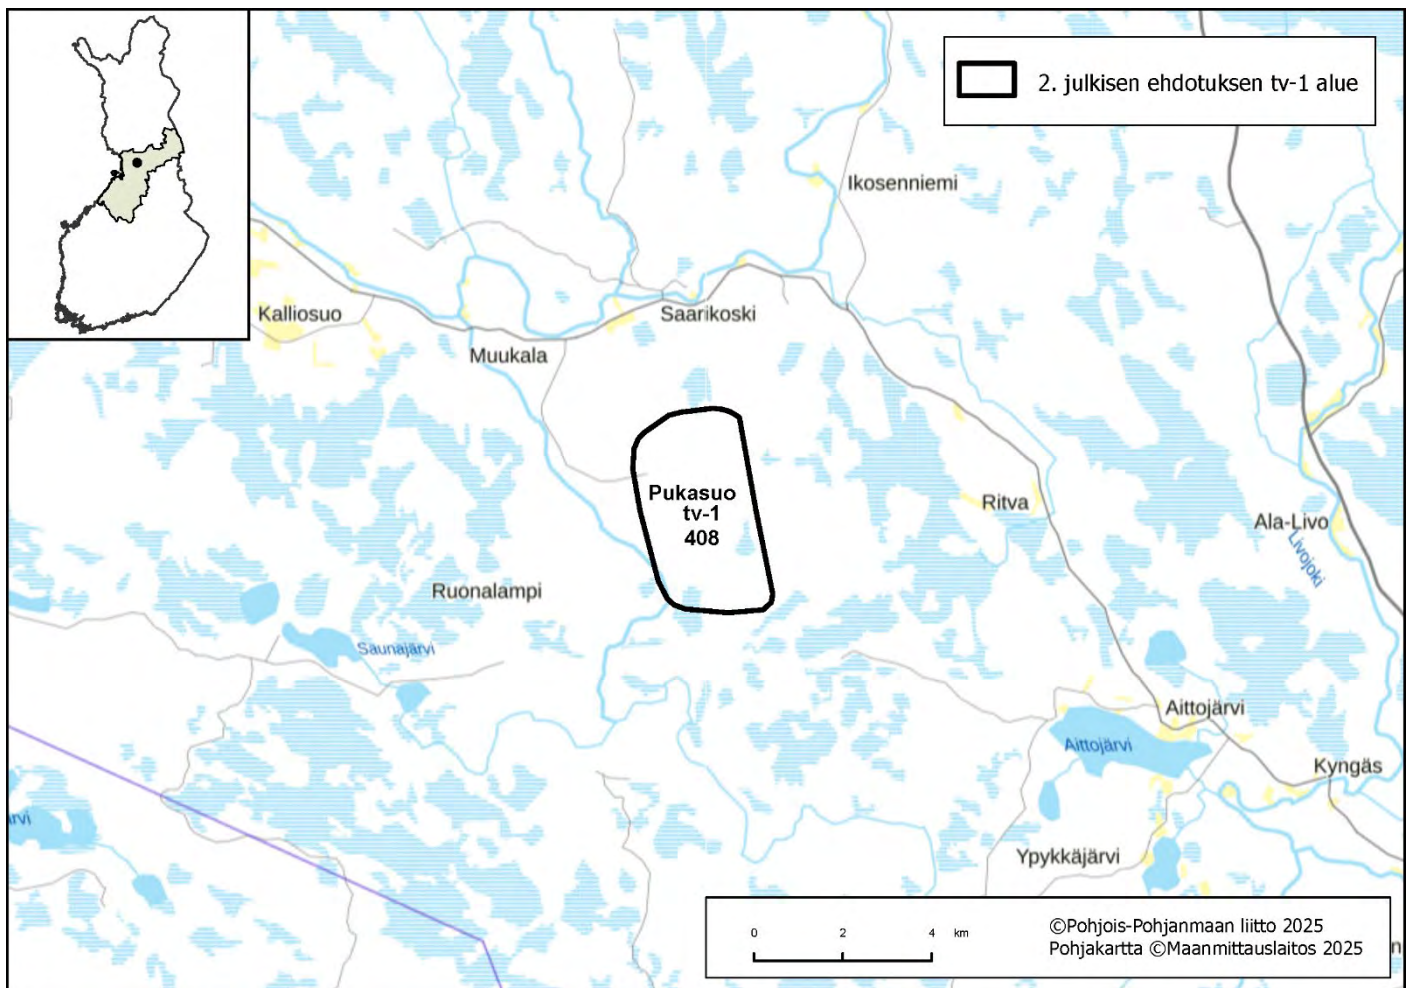 2. julkisen ehdotuksen tv-1 alue
Ikosenniemi
Kalliosuo
Saarikoski
Muukala
Pukasuo
tv-1
408
Ritva
Ala-Livo
Livojoki
Ruonalampi
Saunajärvi
Aittojärvi
Aittojärvi
Kyngäs
ärvi
Ypykkäjärvi
0 2 4 km
©Pohjois-Pohjanmaan liitto 2025
Pohjakartta ©Maanmittauslaitos 2025
n